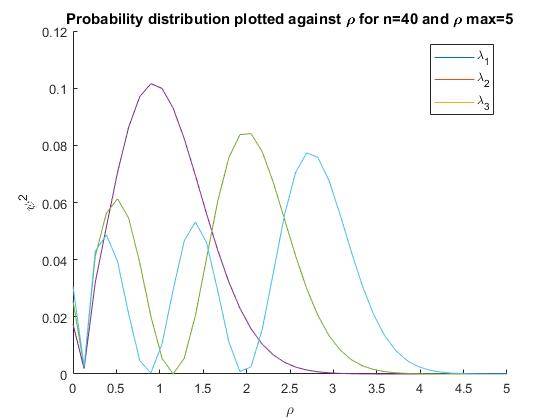 Probability distribution plotted against ρ for n=40 and ρ max=5
0.12
0.1
0.08
0.06
0.04
0.02
0
ψ²
λ₁
λ₂
λ₃
0 0.5 1 1.5 2 2.5 3 3.5 4 4.5 5
ρ